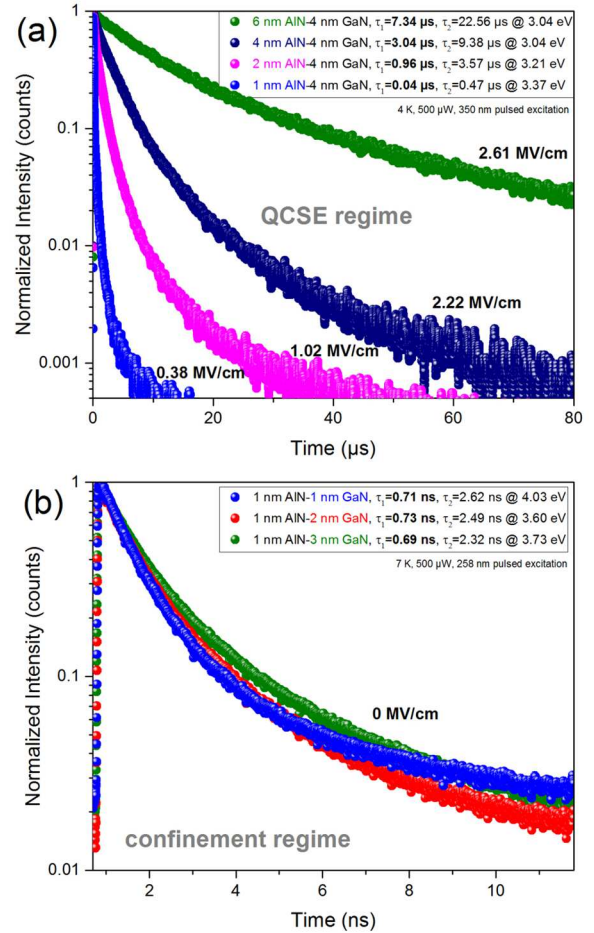 (a)
6 nm AlN-4 nm GaN, τ1=7.34 µs, τ2=22.56 µs @ 3.04 eV
4 nm AlN-4 nm GaN, τ1=3.04 µs, τ2=9.38 µs @ 3.04 eV
2 nm AlN-4 nm GaN, τ1=0.96 µs, τ2=3.57 µs @ 3.21 eV
1 nm AlN-4 nm GaN, τ1=0.04 µs, τ2=0.47 µs @ 3.37 eV
4 K, 500 µW, 350 nm pulsed excitation
Normalized Intensity (counts)
1
0.1
0.01
0.001
2.61 MV/cm
QCSE regime
2.22 MV/cm
1.02 MV/cm
0.38 MV/cm
0 20 40 60 80
Time (µs)
(b)
1 nm AlN-1 nm GaN, τ1=0.71 ns, τ2=2.62 ns @ 4.03 eV
1 nm AlN-2 nm GaN, τ1=0.73 ns, τ2=2.49 ns @ 3.60 eV
1 nm AlN-3 nm GaN, τ1=0.69 ns, τ2=2.32 ns @ 3.73 eV
7 K, 500 µW, 258 nm pulsed excitation
Normalized Intensity (counts)
1
0.1
0.01
0 MV/cm
confinement regime
2 4 6 8 10
Time (ns)